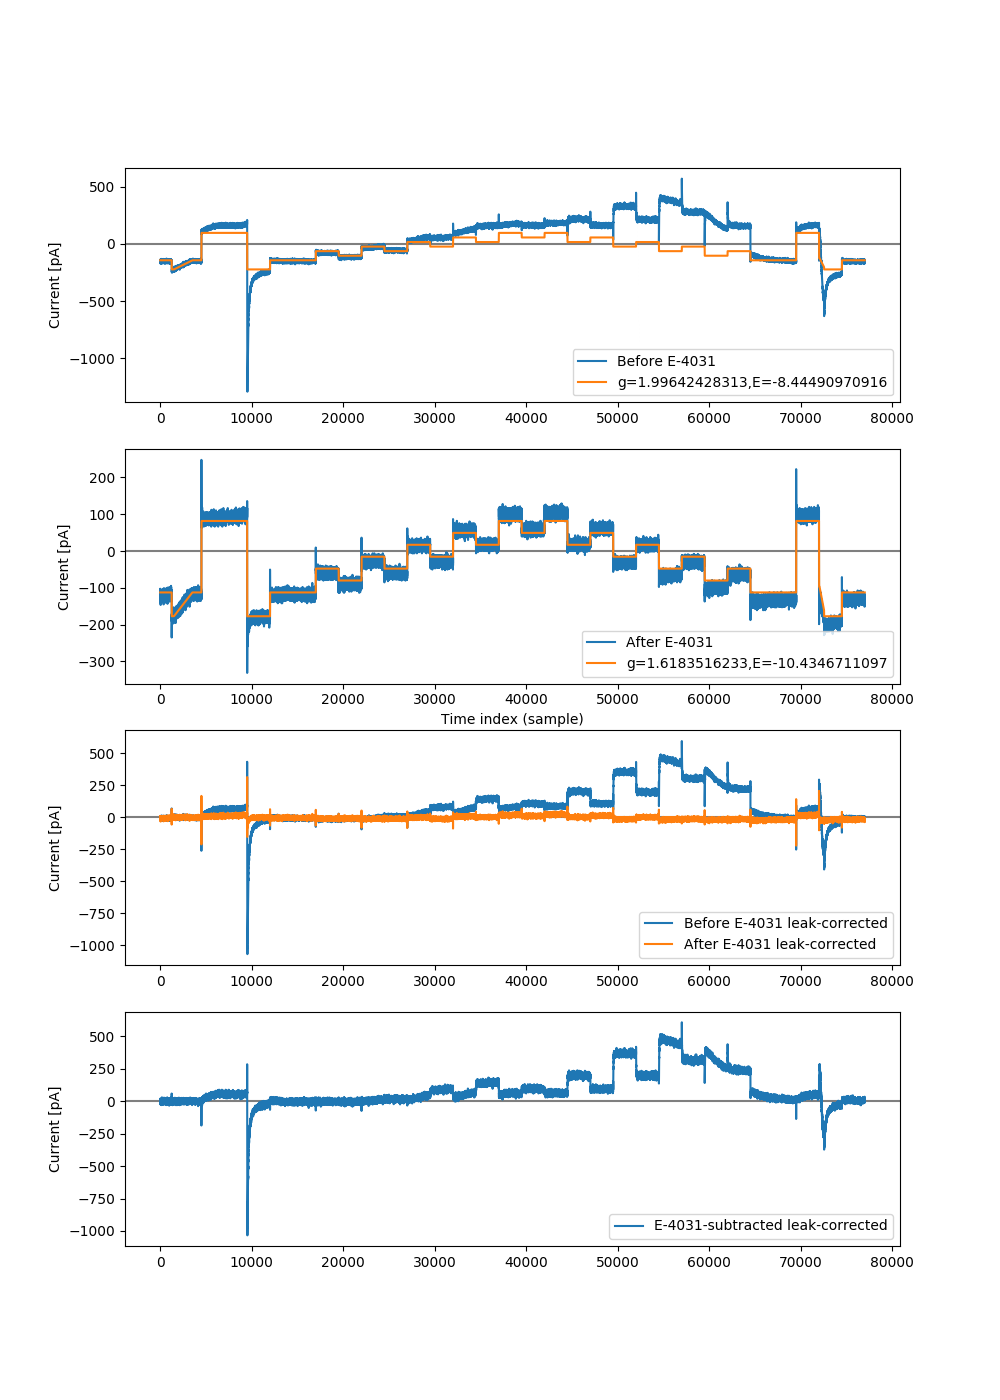 500
0
−500
−1000
Current [pA]
Before E-4031
g=1.99642428313,E=-8.44490970916
0 10000 20000 30000 40000 50000 60000 70000 80000
200
100
0
−100
−200
−300
Current [pA]
After E-4031
g=1.6183516233,E=-10.4346711097
0 10000 20000 30000 40000 50000 60000 70000 80000
Time index (sample)
500
250
0
−250
−500
−750
−1000
Current [pA]
Before E-4031 leak-corrected
After E-4031 leak-corrected
0 10000 20000 30000 40000 50000 60000 70000 80000
500
250
0
−250
−500
−750
−1000
Current [pA]
E-4031-subtracted leak-corrected
0 10000 20000 30000 40000 50000 60000 70000 80000